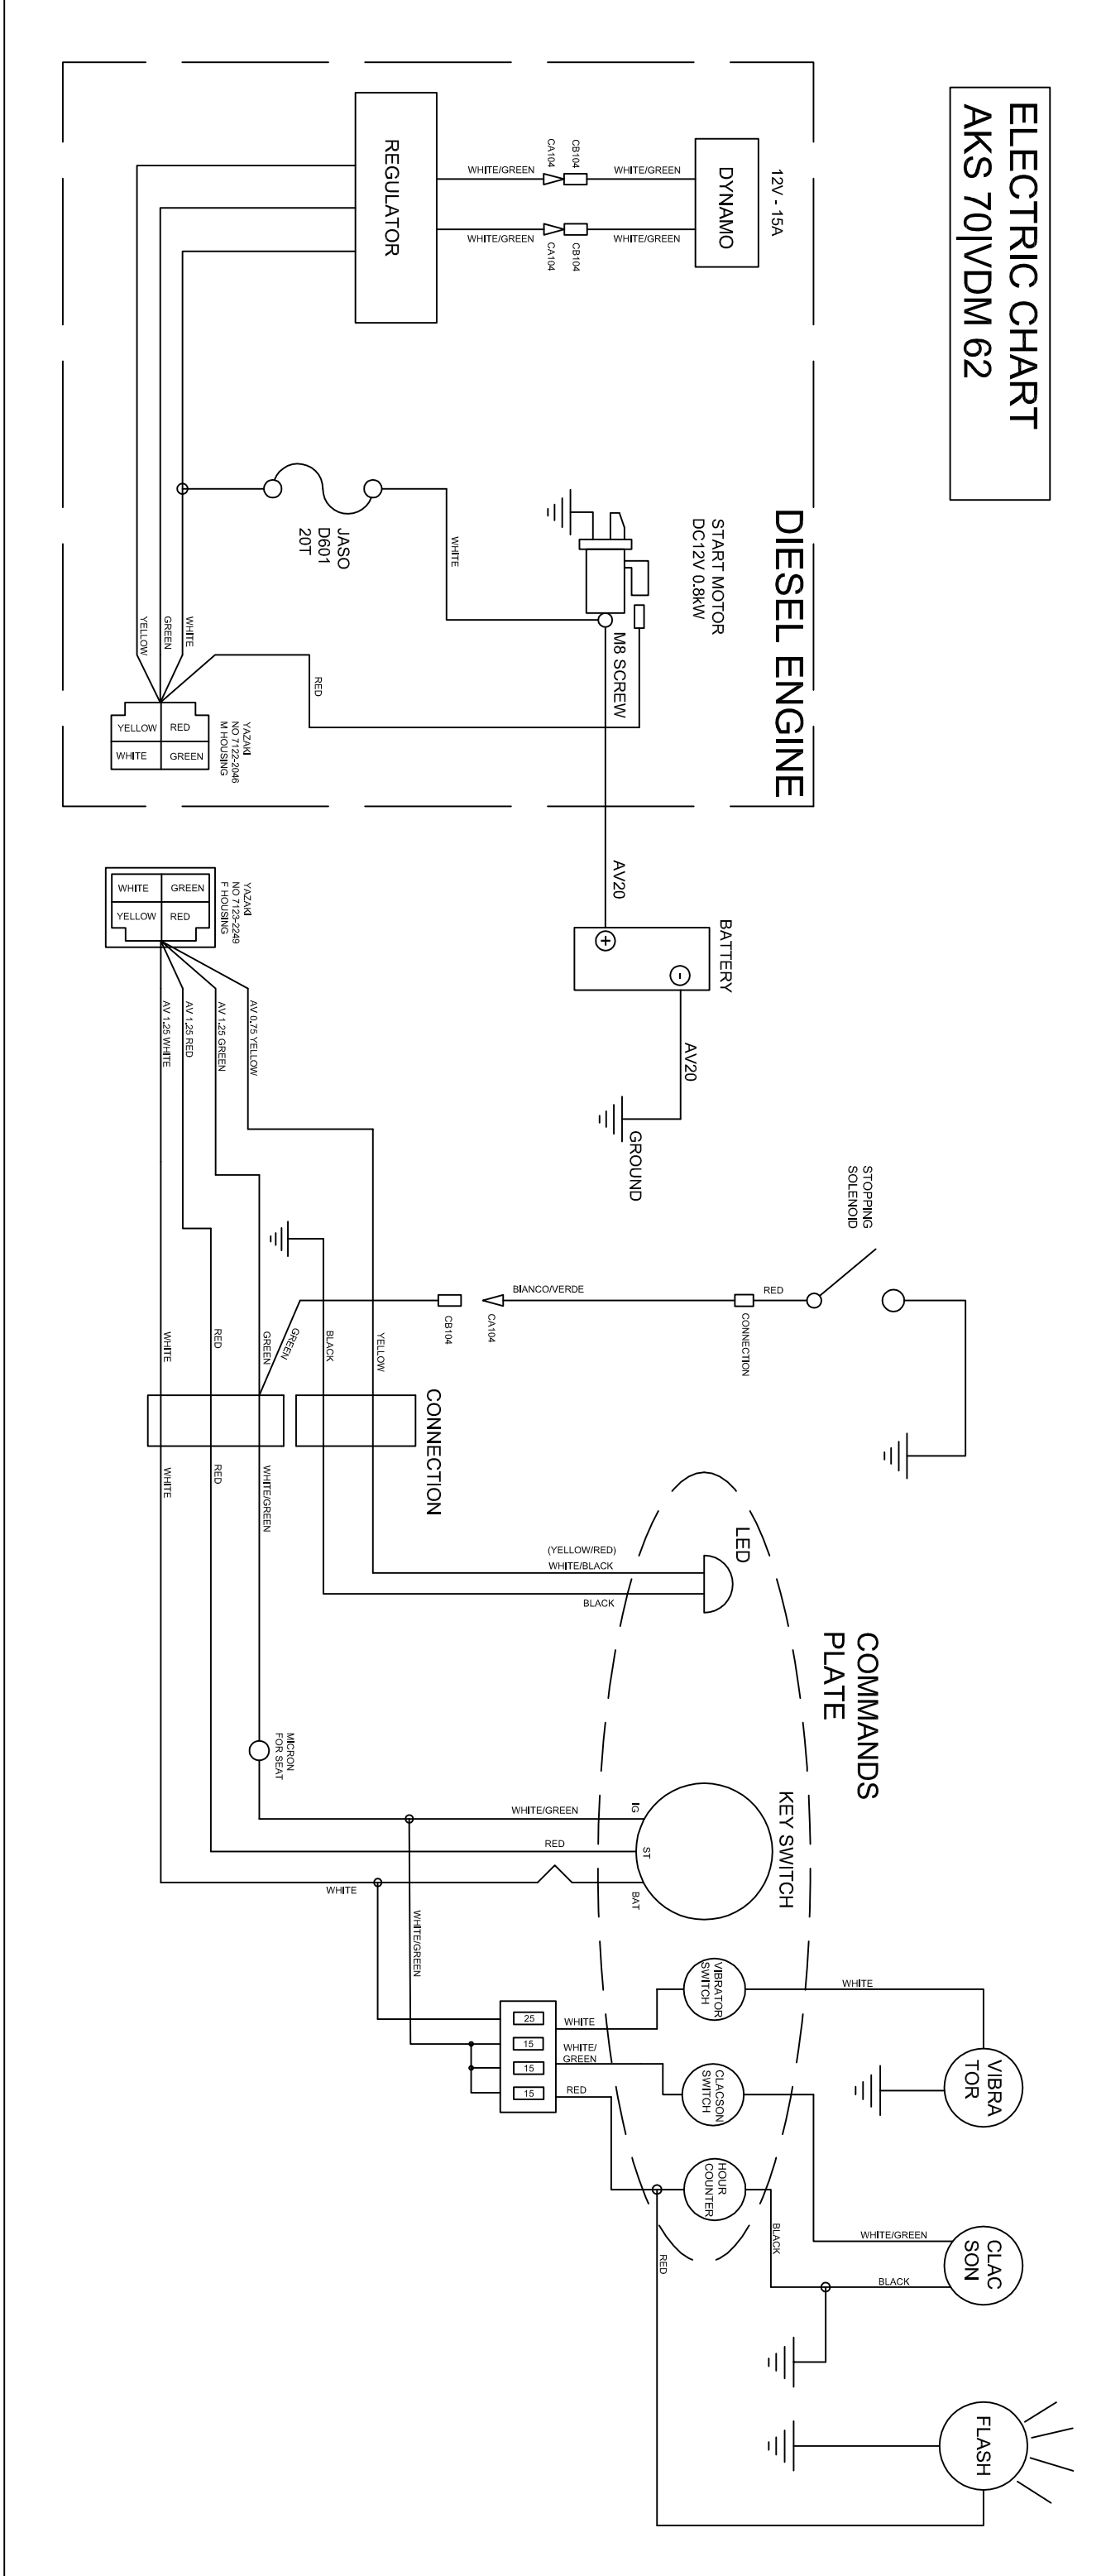 ELECTRIC CHART
AKS 70|VDM 62
DIESEL ENGINE
12V - 15A
DYNAMO
WHITE/GREEN
WHITE/GREEN
CB104
CB104
CA104
CA104
WHITE/GREEN
WHITE/GREEN
REGULATOR
START MOTOR
DC12V 0.8kW
M8 SCREW
WHITE
JASO
D601
20T
RED
WHITE
GREEN
YELLOW
YAZAKI
NO 7122-2046
M HOUSING
YELLOW
RED
WHITE
GREEN
AV20
BATTERY
+
-
AV20
GROUND
YAZAKI
NO 7123-2249
F HOUSING
WHITE
GREEN
YELLOW
RED
AV 0.75 YELLOW
AV 1.25 GREEN
AV 1.25 RED
AV 1.25 WHITE
STOPPING
SOLENOID
RED
CONNECTION
BIANCO/VERDE
CA104
CB104
YELLOW
BLACK
GREEN
GREEN
RED
WHITE
CONNECTION
WHITE/GREEN
RED
WHITE
COMMANDS
PLATE
LED
(YELLOW/RED)
WHITE/BLACK
BLACK
MICRON
FOR SEAT
KEY SWITCH
IG
ST
BAT
WHITE/GREEN
RED
WHITE
WHITE/GREEN
25
15
15
15
WHITE
WHITE/
GREEN
RED
VIBRATOR
SWITCH
CLACSON
SWITCH
HOUR
COUNTER
WHITE
VIBRA
TOR
WHITE/GREEN
CLAC
SON
BLACK
BLACK
RED
FLASH